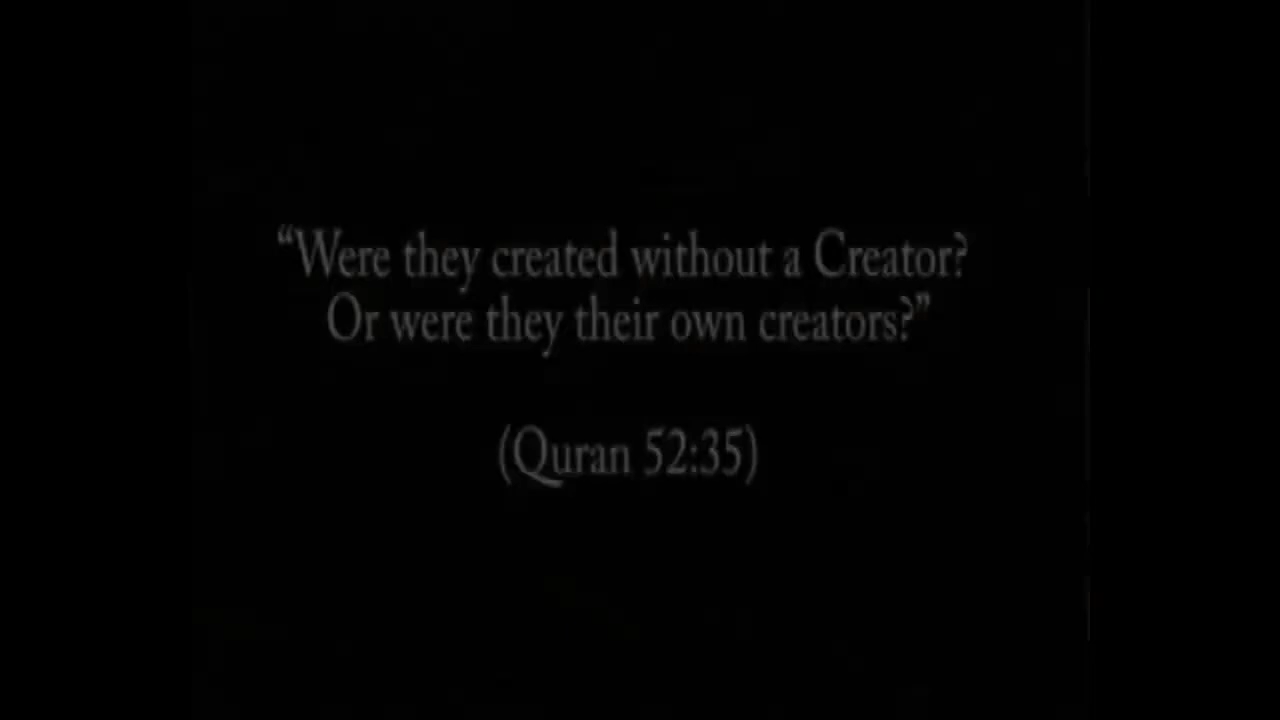 “Were they created without a Creator?
Or were they their own creators?”
(Quran 52:35)